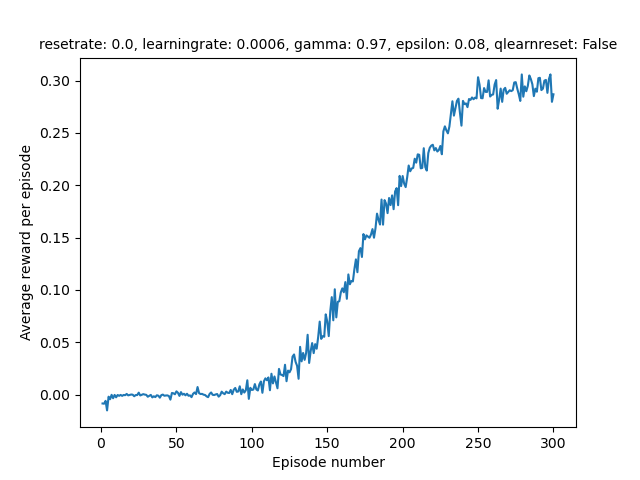 resetrate: 0.0, learningrate: 0.0006, gamma: 0.97, epsilon: 0.08, qlearnreset: False
Average reward per episode
0.30
0.25
0.20
0.15
0.10
0.05
0.00
0 50 100 150 200 250 300
Episode number